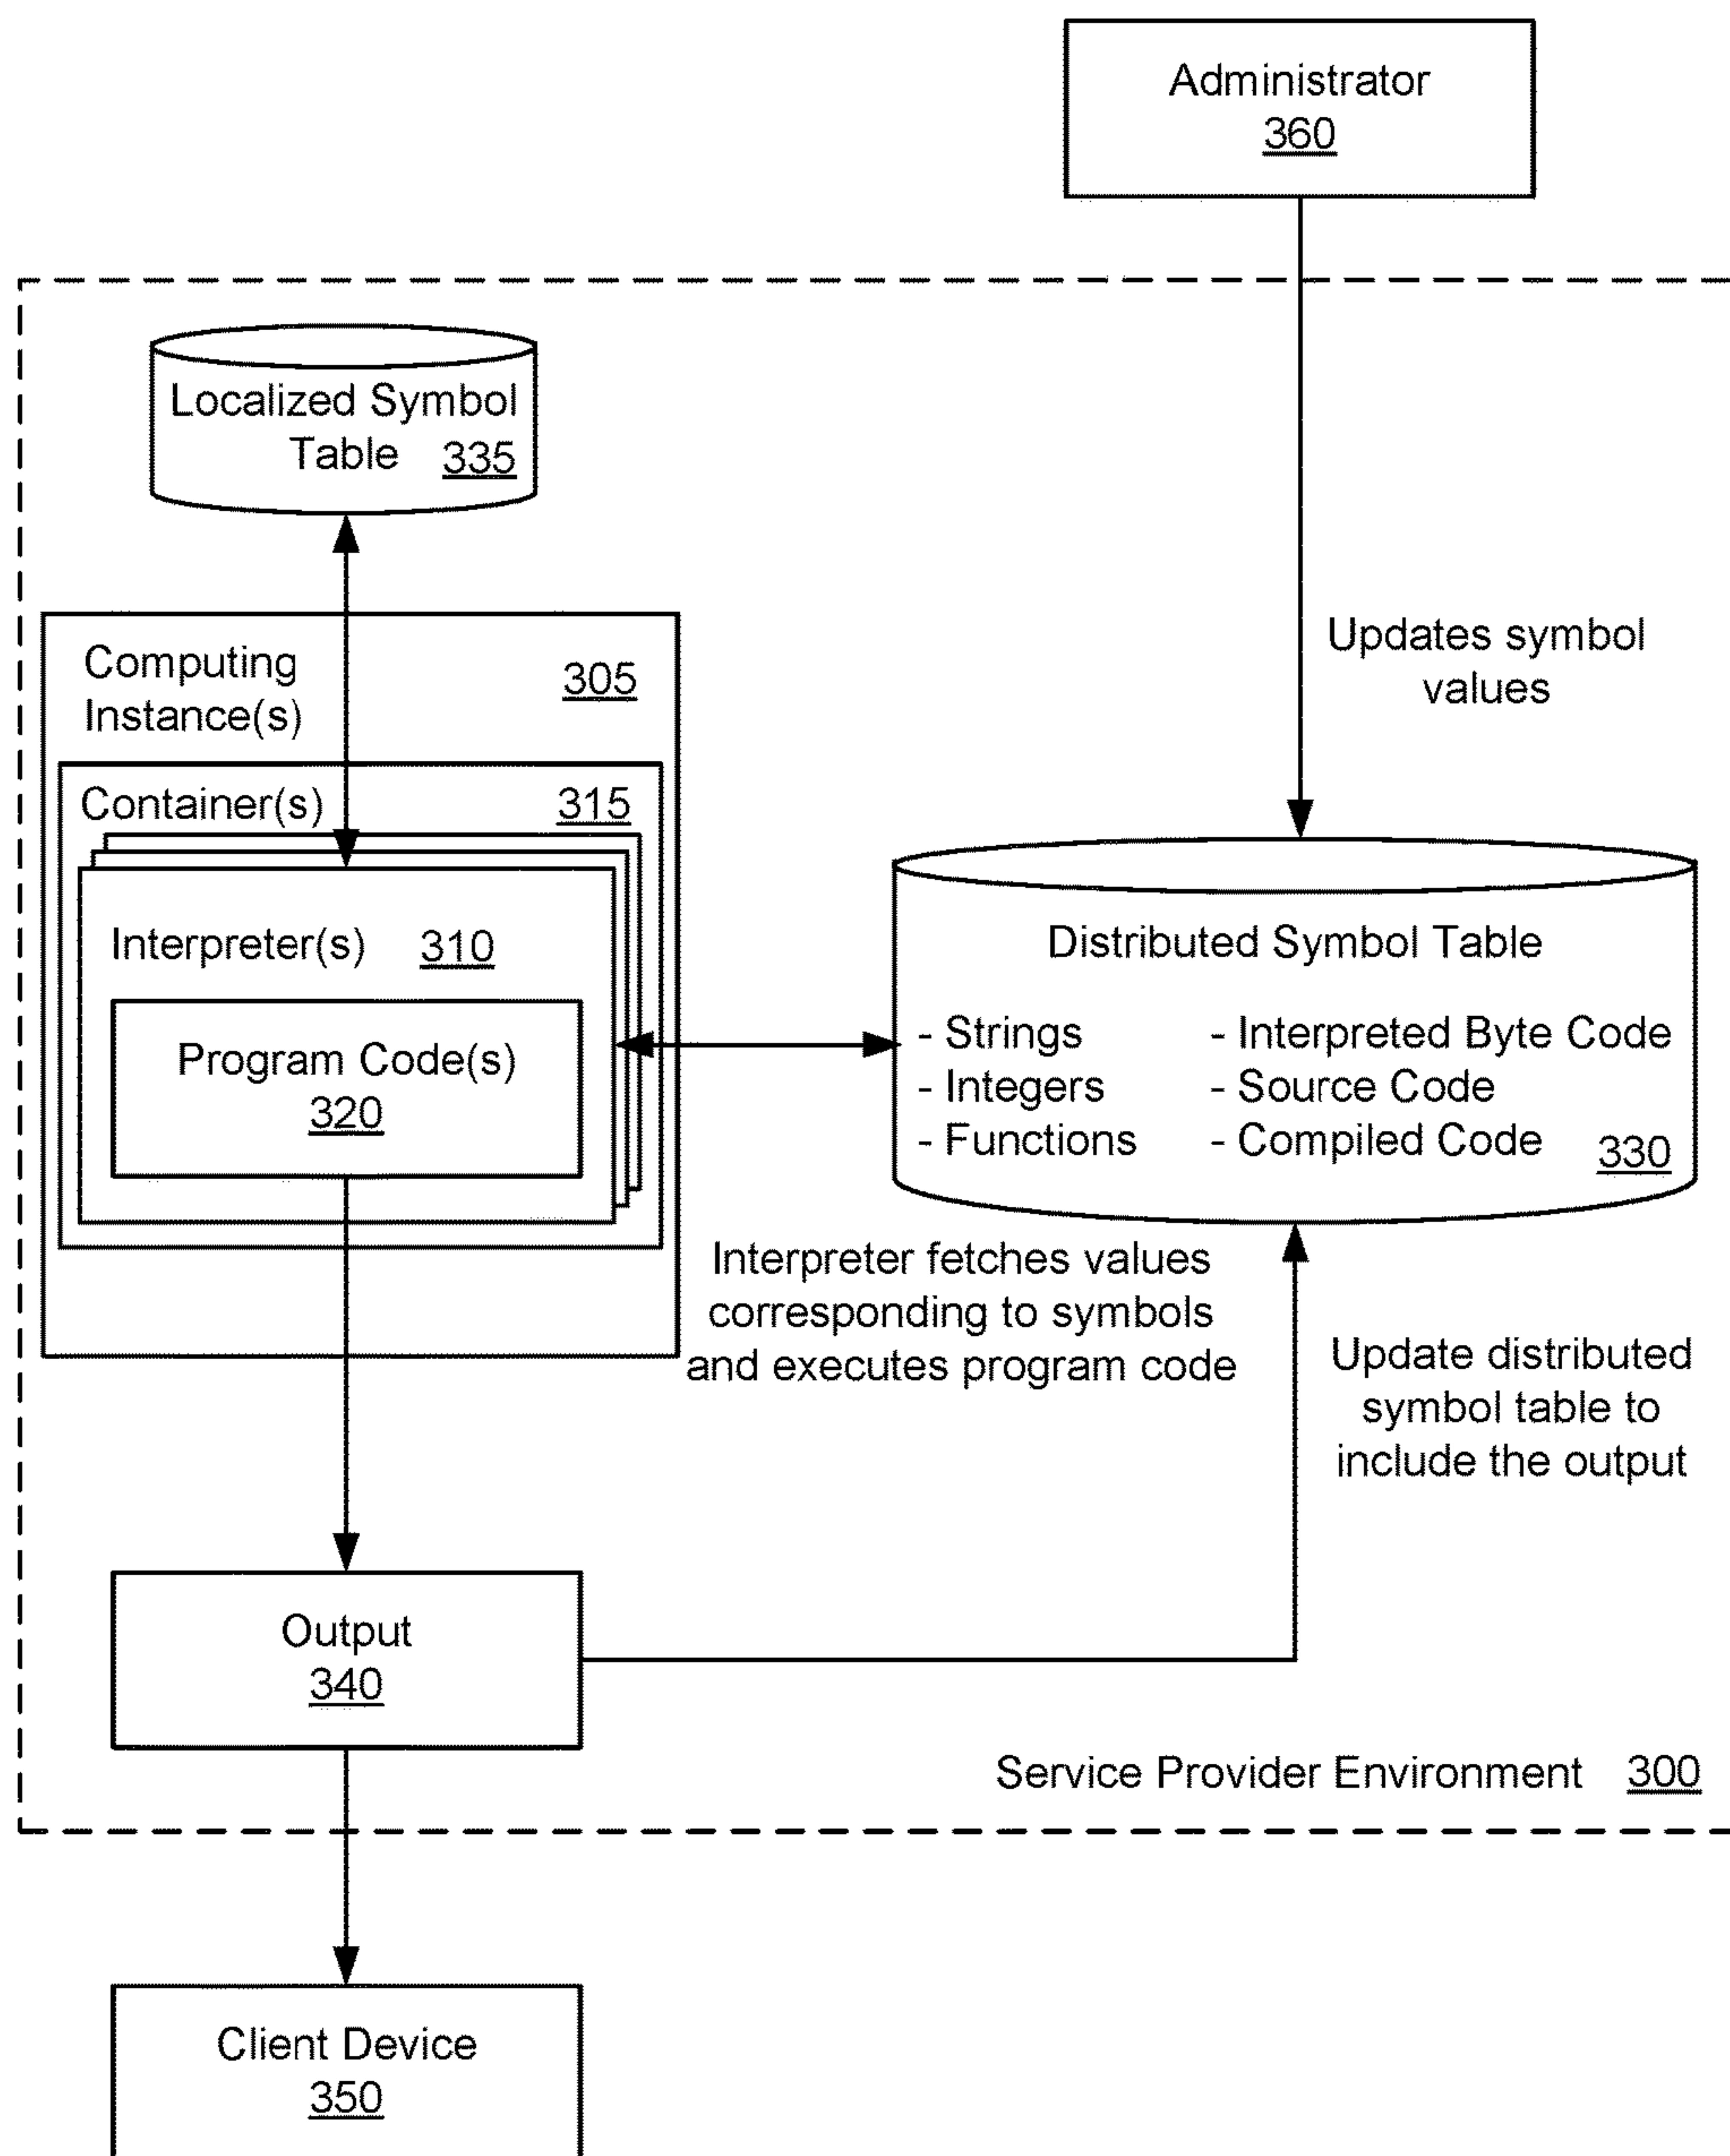 Administrator
360
Localized Symbol
Table 335
Computing
Instance(s)
305
Updates symbol
values
Container(s) 315
Interpreter(s) 310
Program Code(s)
320
Distributed Symbol Table
- Strings
- Integers
- Functions
- Interpreted Byte Code
- Source Code
- Compiled Code
330
Interpreter fetches values
corresponding to symbols
and executes program code
Update distributed
symbol table to
include the output
Output
340
Service Provider Environment 300
Client Device
350